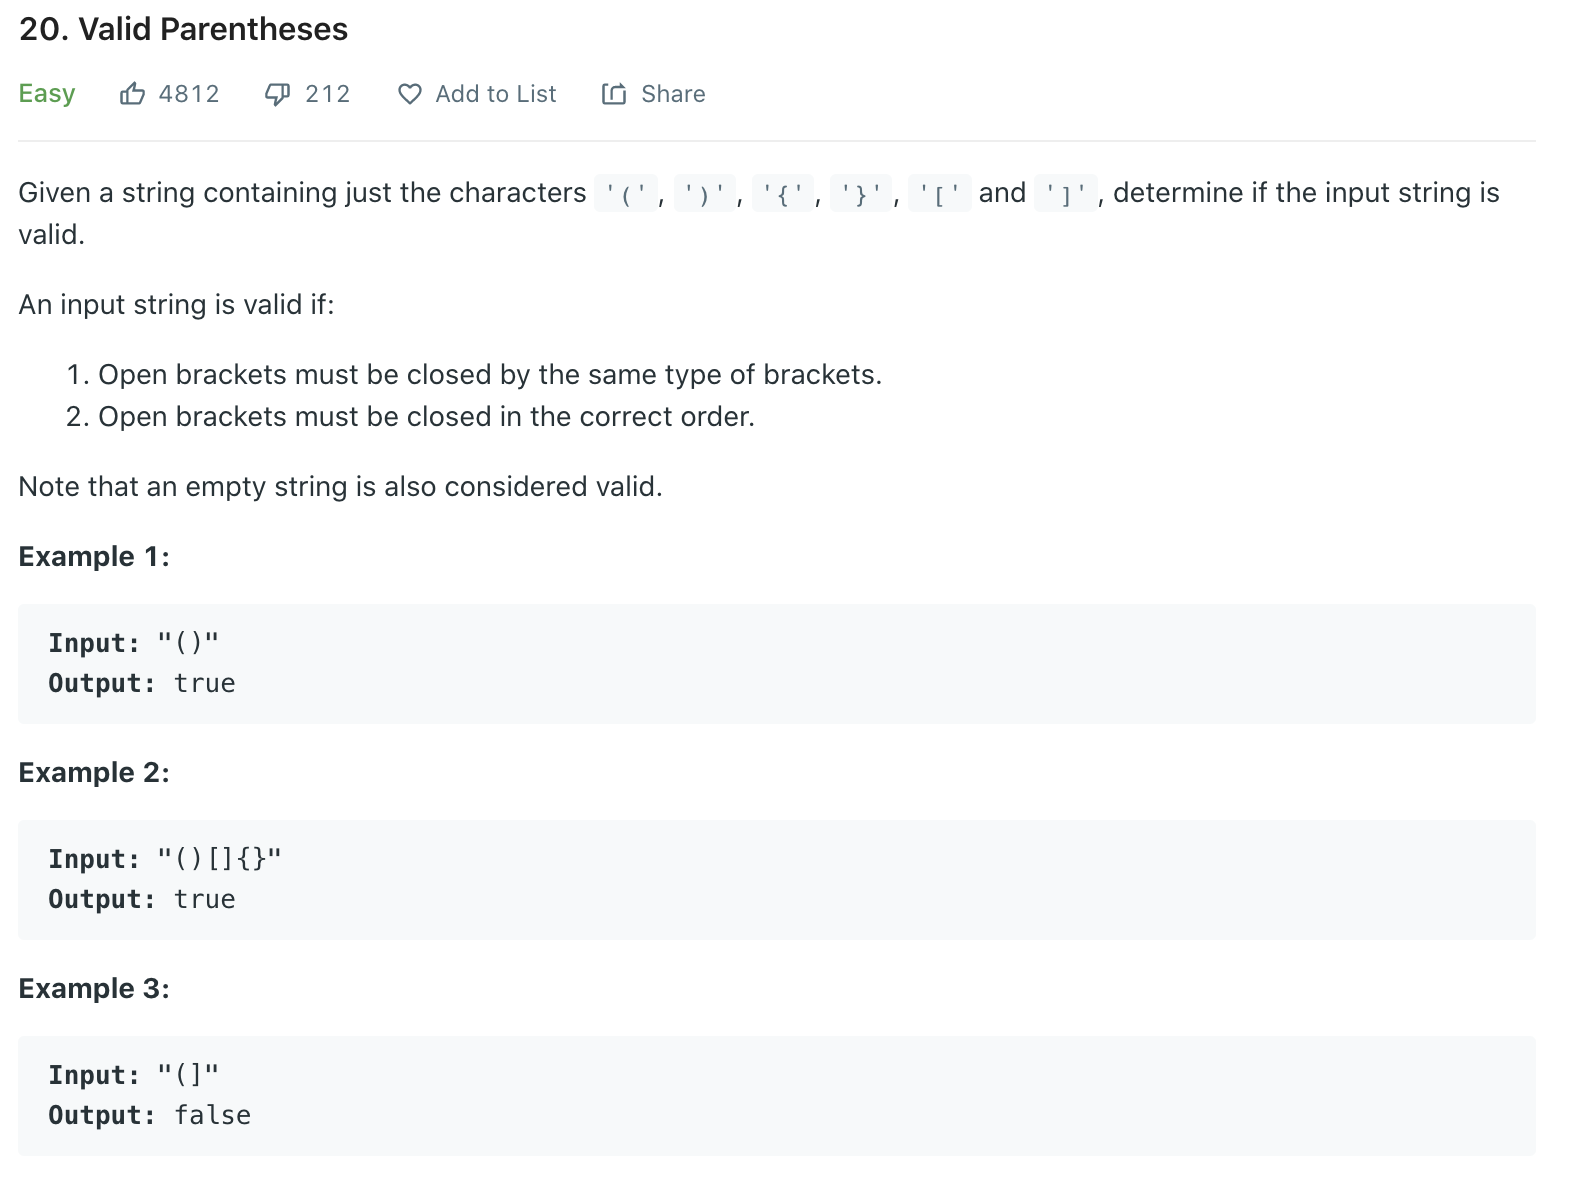 20. Valid Parentheses
Easy 4812 212 Add to List Share
Given a string containing just the characters '(', ')', '{', '}', '[' and ']', determine if the input string is
valid.
An input string is valid if:
1. Open brackets must be closed by the same type of brackets.
2. Open brackets must be closed in the correct order.
Note that an empty string is also considered valid.
Example 1:
Input: "()"
Output: true
Example 2:
Input: "()[]{}"
Output: true
Example 3:
Input: "(]"
Output: false